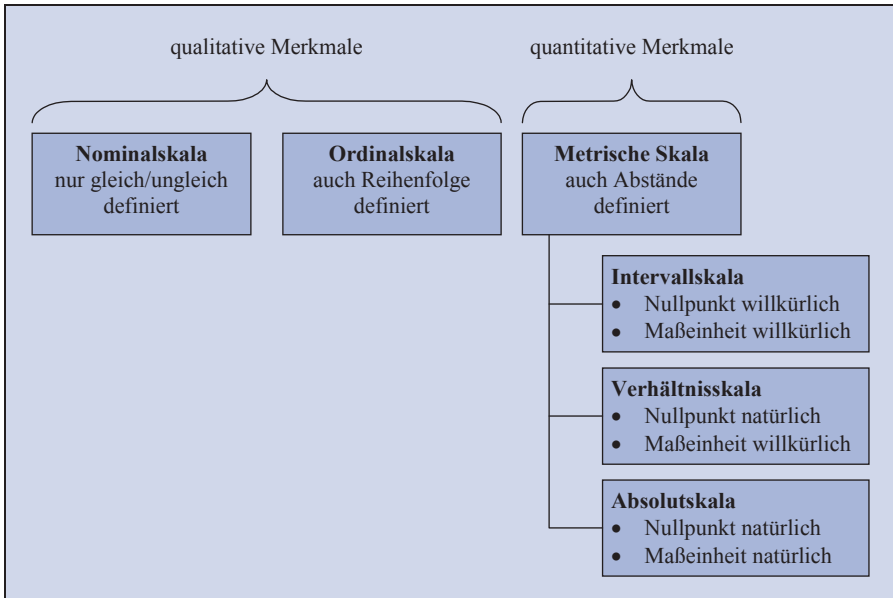 qualitative Merkmale
quantitative Merkmale
Nominalskala
nur gleich/ungleich
definiert
Ordinalskala
auch Reihenfolge
definiert
Metrische Skala
auch Abstände
definiert
Intervallskala
• Nullpunkt willkürlich
• Maßeinheit willkürlich
Verhältnisskala
• Nullpunkt natürlich
• Maßeinheit willkürlich
Absolutskala
• Nullpunkt natürlich
• Maßeinheit natürlich